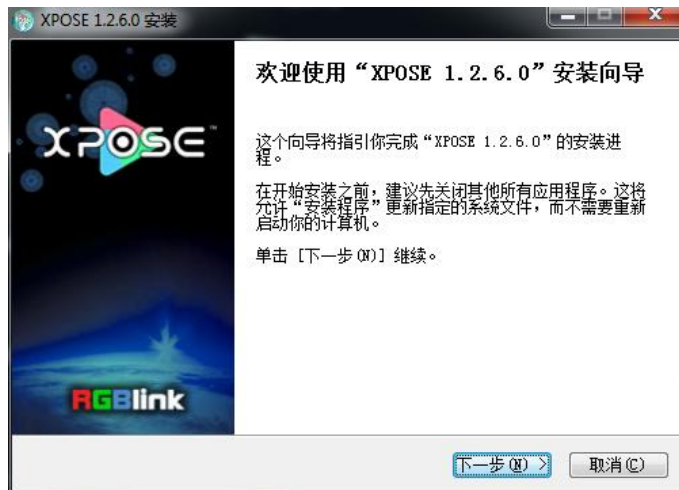 XPOSE 1.2.6.0 安装
欢迎使用“XPOSE 1.2.6.0”安装向导
XPOSE™
这个向导将指引你完成“XPOSE 1.2.6.0”的安装进
程。
在开始安装之前，建议先关闭其他所有应用程序。这将
允许“安装程序”更新指定的系统文件，而不需要重新
启动你的计算机。
单击 [下一步(N)] 继续。
RGBlink
下一步(N) >
取消(C)